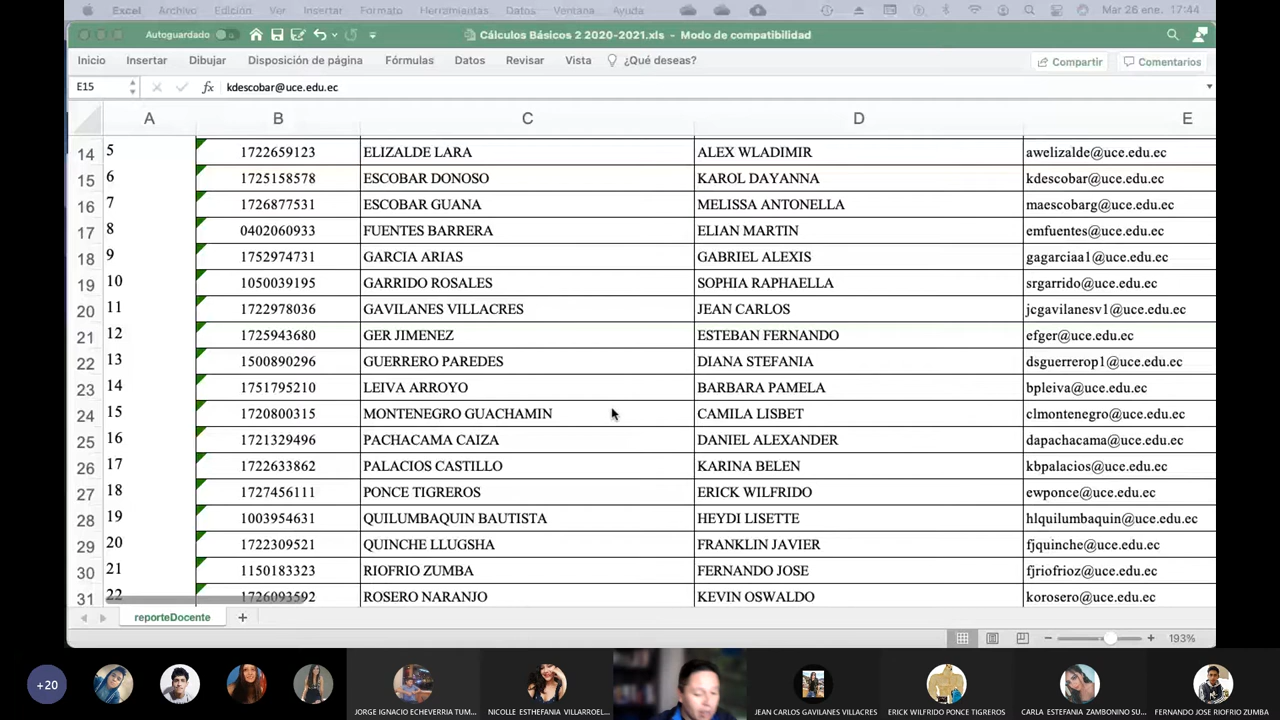 Excel Archivo Edición Ver Insertar Formato Herramientas Datos Ventana Ayuda Mar 26 ene. 17:44
Autoguardado Cálculos Básicos 2 2020-2021.xls - Modo de compatibilidad
Inicio Insertar Dibujar Disposición de página Fórmulas Datos Revisar Vista ¿Qué deseas? Compartir Comentarios
E15 fx kdescobar@uce.edu.ec
A B C D E
14 5 1722659123 ELIZALDE LARA ALEX WLADIMIR awelizalde@uce.edu.ec
15 6 1725158578 ESCOBAR DONOSO KAROL DAYANNA kdescobar@uce.edu.ec
16 7 1726877531 ESCOBAR GUANA MELISSA ANTONELLA maescobarg@uce.edu.ec
17 8 0402060933 FUENTES BARRERA ELIAN MARTIN emfuentes@uce.edu.ec
18 9 1752974731 GARCIA ARIAS GABRIEL ALEXIS gagarciaa1@uce.edu.ec
19 10 1050039195 GARRIDO ROSALES SOPHIA RAPHAELLA srgarrido@uce.edu.ec
20 11 1722978036 GAVILANES VILLACRES JEAN CARLOS jcgavilanesv1@uce.edu.ec
21 12 1725943680 GER JIMENEZ ESTEBAN FERNANDO efger@uce.edu.ec
22 13 1500890296 GUERRERO PAREDES DIANA STEFANIA dsguerrerop1@uce.edu.ec
23 14 1751795210 LEIVA ARROYO BARBARA PAMELA bpleiva@uce.edu.ec
24 15 1720800315 MONTENEGRO GUACHAMIN CAMILA LISBET clmontenegro@uce.edu.ec
25 16 1721329496 PACHACAMA CAIZA DANIEL ALEXANDER dapachacama@uce.edu.ec
26 17 1722633862 PALACIOS CASTILLO KARINA BELEN kbpalacios@uce.edu.ec
27 18 1727456111 PONCE TIGREROS ERICK WILFRIDO ewponce@uce.edu.ec
28 19 1003954631 QUILUMBAQUIN BAUTISTA HEYDI LISETTE hlquilumbaquin@uce.edu.ec
29 20 1722309521 QUINCHE LLUGSHA FRANKLIN JAVIER fjquinche@uce.edu.ec
30 21 1150183323 RIOFRIO ZUMBA FERNANDO JOSE fjriofrioz@uce.edu.ec
31 22 1726093592 ROSERO NARANJO KEVIN OSWALDO korosero@uce.edu.ec
reporteDocente +
193%
+20
JORGE IGNACIO ECHEVERRIA TUM... NICOLLE ESTHEFANIA VILLARROEL... JEAN CARLOS GAVILANES VILLACRES ERICK WILFRIDO PONCE TIGREROS CARLA ESTEFANIA ZAMBONINO SU... FERNANDO JOSE RIOFRIO ZUMBA